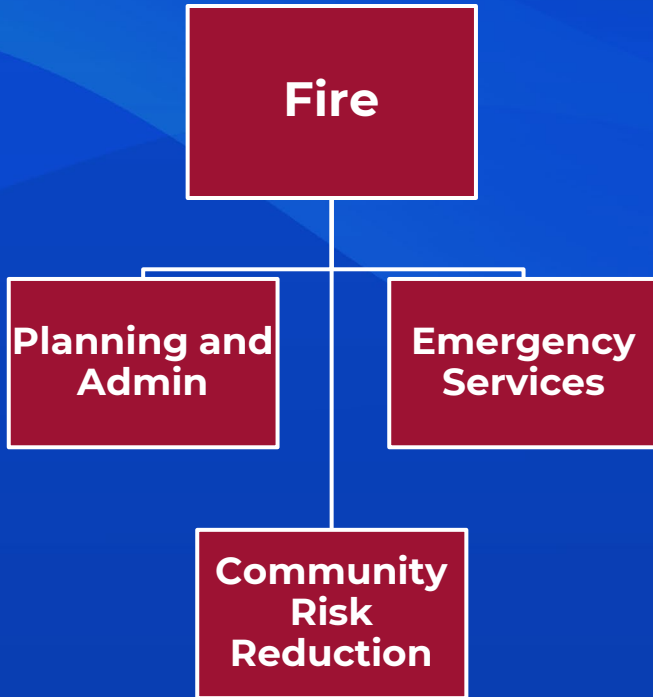 Fire
Planning and
Admin
Emergency
Services
Community
Risk
Reduction